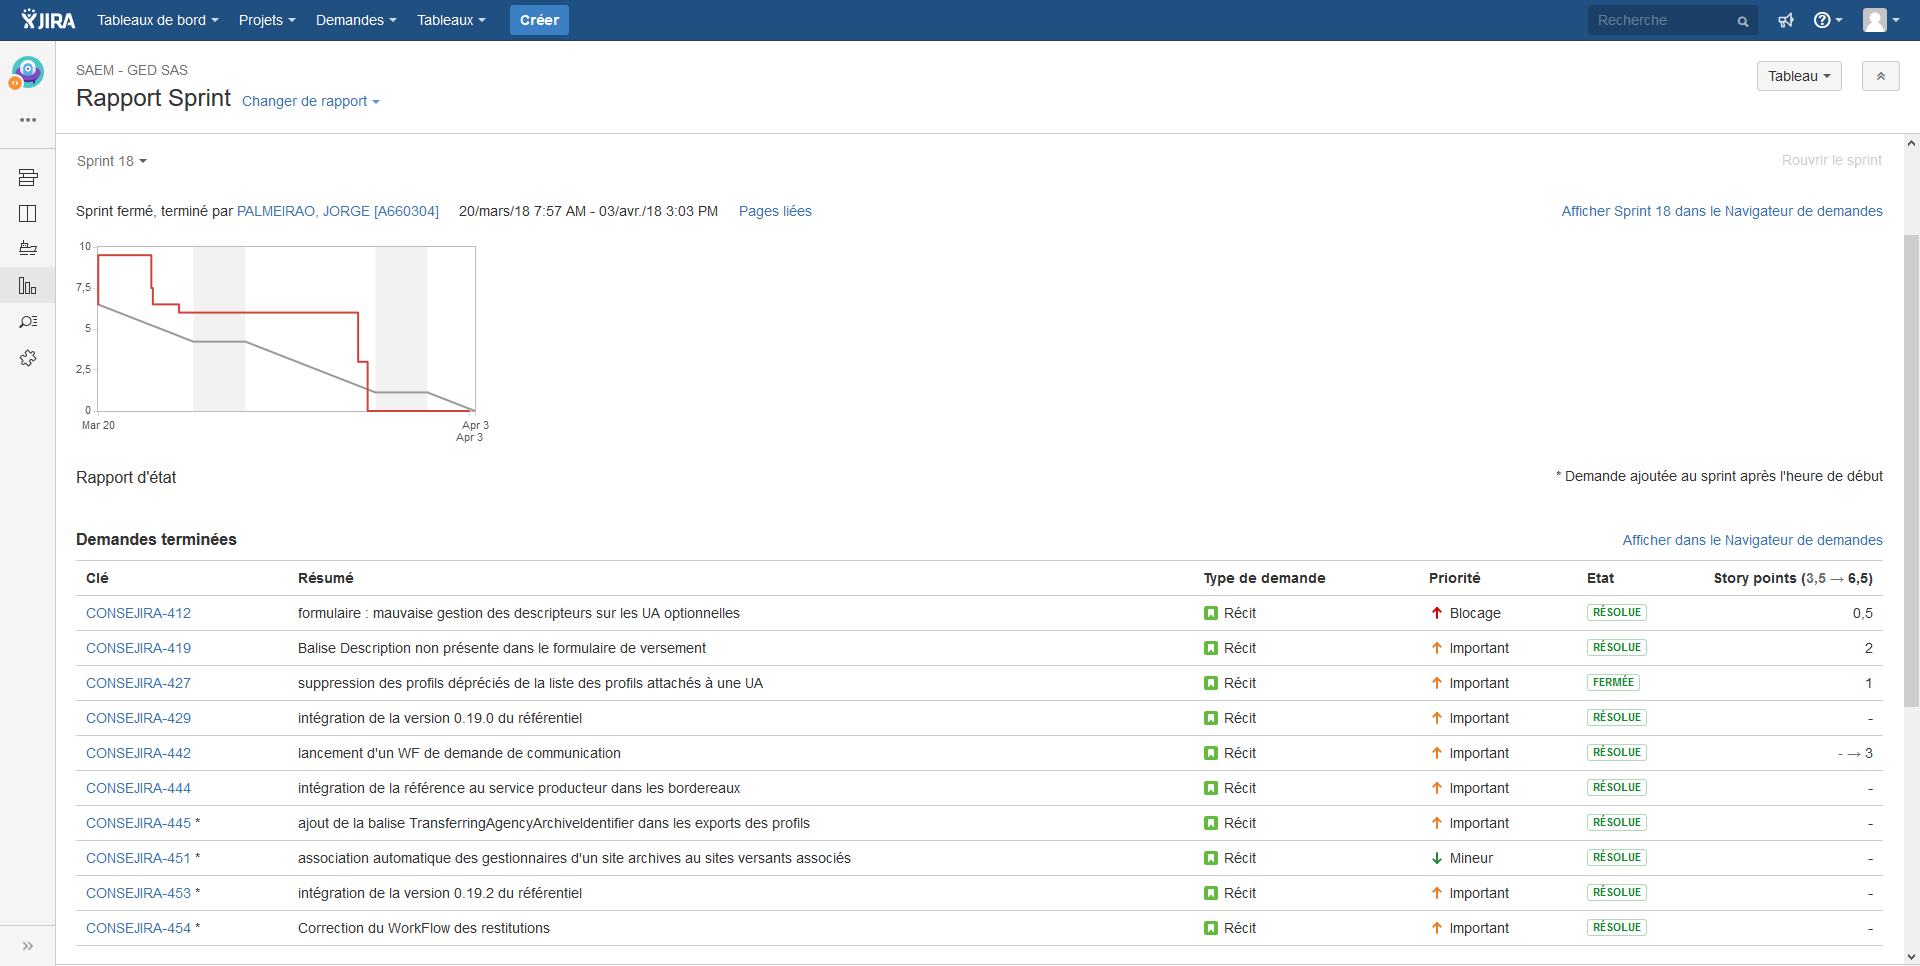 JIRA Tableaux de bord Projets Demandes Tableaux Créer Recherche
SAEM - GED SAS
Rapport Sprint Changer de rapport Tableau
Sprint 18 Rouvrir le sprint
Sprint fermé, terminé par PALMEIRAO, JORGE [A660304] 20/mars/18 7:57 AM - 03/avr./18 3:03 PM Pages liées Afficher Sprint 18 dans le Navigateur de demandes
10
7,5
5
2,5
0
Mar 20 Apr 3
Apr 3
Rapport d'état * Demande ajoutée au sprint après l'heure de début
Demandes terminées Afficher dans le Navigateur de demandes
Clé Résumé Type de demande Priorité Etat Story points (3,5 → 6,5)
CONSEJIRA-412 formulaire : mauvaise gestion des descripteurs sur les UA optionnelles Récit Blocage RÉSOLUE 0,5
CONSEJIRA-419 Balise Description non présente dans le formulaire de versement Récit Important RÉSOLUE 2
CONSEJIRA-427 suppression des profils dépréciés de la liste des profils attachés à une UA Récit Important FERMÉE 1
CONSEJIRA-429 intégration de la version 0.19.0 du référentiel Récit Important RÉSOLUE -
CONSEJIRA-442 lancement d'un WF de demande de communication Récit Important RÉSOLUE - → 3
CONSEJIRA-444 intégration de la référence au service producteur dans les bordereaux Récit Important RÉSOLUE -
CONSEJIRA-445 * ajout de la balise TransferringAgencyArchiveIdentifier dans les exports des profils Récit Important RÉSOLUE -
CONSEJIRA-451 * association automatique des gestionnaires d'un site archives au sites versants associés Récit Mineur RÉSOLUE -
CONSEJIRA-453 * intégration de la version 0.19.2 du référentiel Récit Important RÉSOLUE -
CONSEJIRA-454 * Correction du WorkFlow des restitutions Récit Important RÉSOLUE -